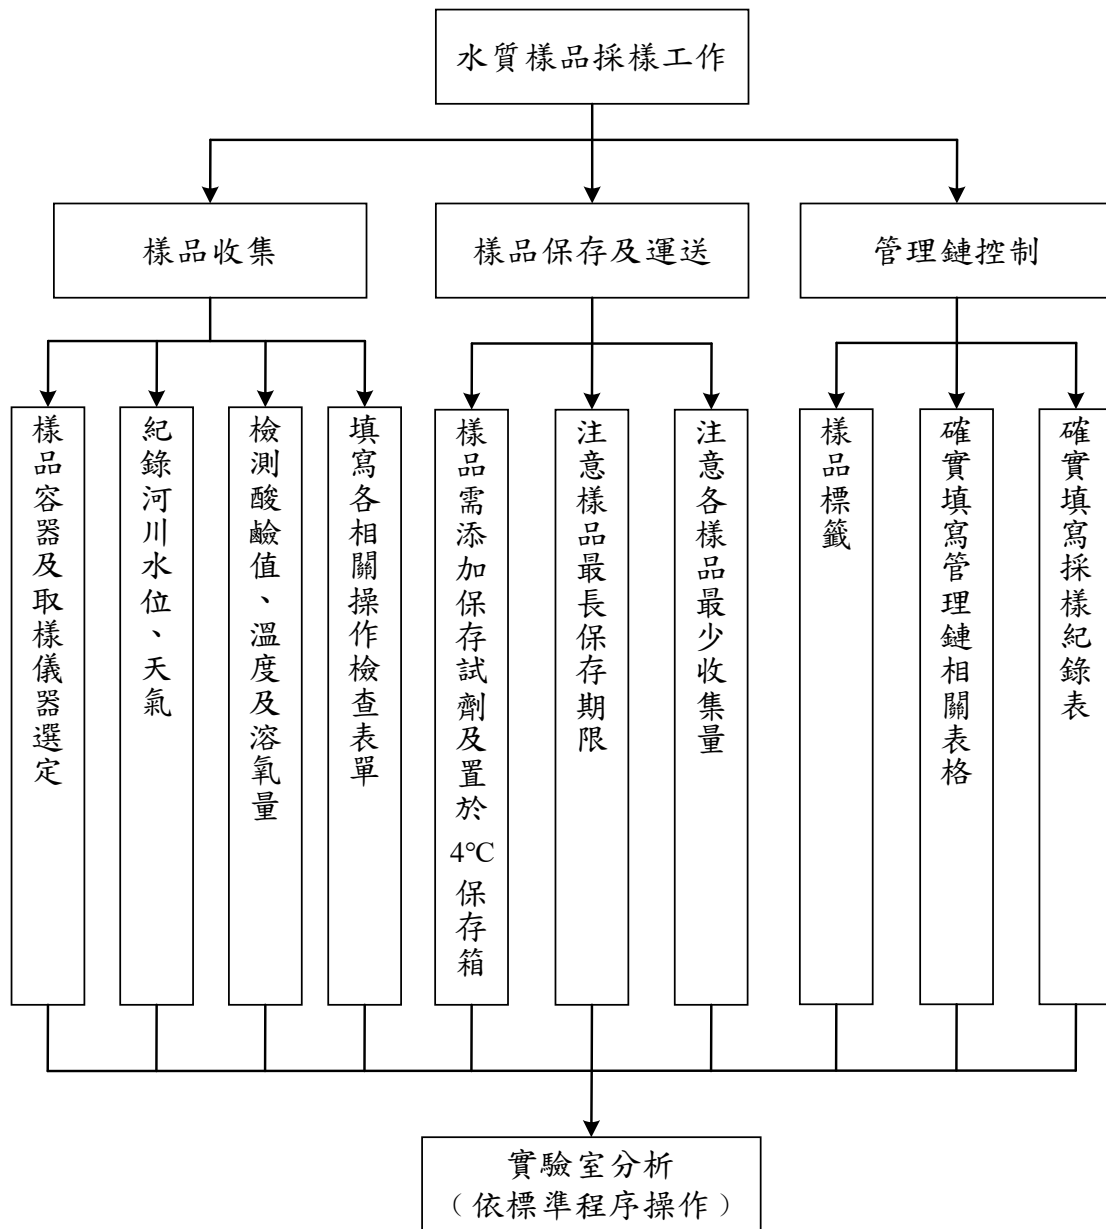 水質樣品採樣工作
樣品收集
樣品保存及運送
管理鏈控制
樣品容器及取樣儀器選定
紀錄河川水位、天氣
檢測酸鹼值、溫度及溶氧量
填寫各相關操作檢查表單
樣品需添加保存試劑及置於4°C保存箱
注意樣品最長保存期限
注意各樣品最少收集量
樣品標籤
確實填寫管理鏈相關表格
確實填寫採樣紀錄表
實驗室分析
（依標準程序操作）